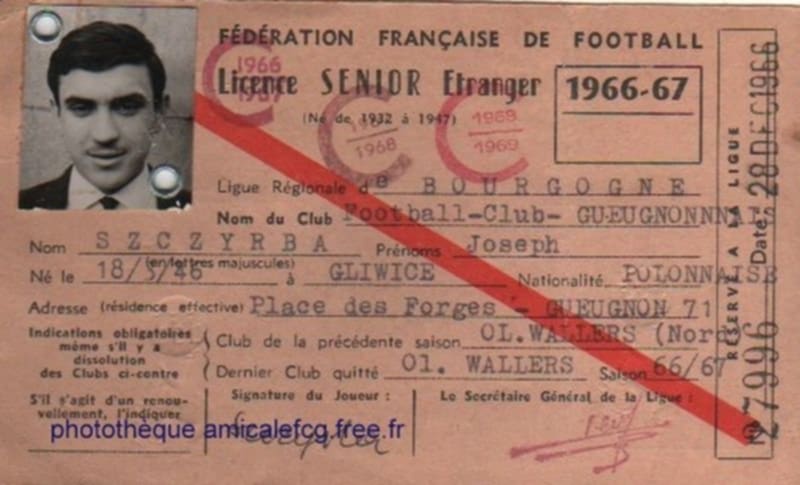 FÉDÉRATION FRANÇAISE DE FOOTBALL
Licence SENIOR Etranger
1966-67
(Né de 1932 à 1947)
1966
1967
1968
1968
1969
Ligue Régionale de BOURGOGNE
Nom du Club Football-Club- GUEUGNONNNAIS
Nom SZCZYRBA Prénoms Joseph
(en lettres majuscules)
Né le 18/3/46 à GLIWICE Nationalité POLONNAISE
Adresse (résidence effective) Place des Forges - GUEUGNON 71
Indications obligatoires
même s'il y a
dissolution
des Clubs ci-contre
Club de la précédente saison OL.WALLERS (Nord
Dernier Club quitté Ol. WALLERS Saison 66/67
S'il s'agit d'un renou-
vellement, l'indiquer
Signature du Joueur :
Le Secrétaire Général de la Ligue :
RÉSERVÉ A LA LIGUE
Date: 28 DEC 1966
N° 27996
photothèque amicalefcg.free.fr